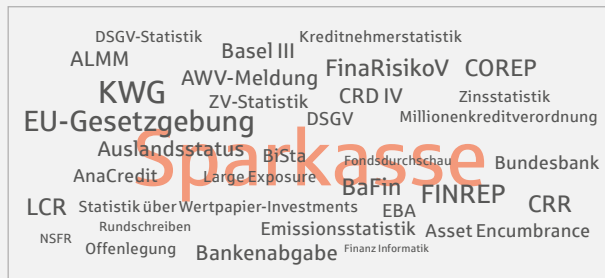 DSGV-Statistik
Kreditnehmerstatistik
ALMM
Basel III
FinaRisikoV
COREP
AWV-Meldung
KWG
ZV-Statistik
CRD IV
Zinsstatistik
EU-Gesetzgebung
DSGV
Millionenkreditverordnung
Sparkasse
Auslandsstatus
BiSta
Fondsdurchschau
Bundesbank
AnaCredit
Large Exposure
BaFin
FINREP
CRR
LCR
Statistik über Wertpapier-Investments
EBA
NSFR
Rundschreiben
Emissionsstatistik
Asset Encumbrance
Offenlegung
Bankenabgabe
Finanz Informatik